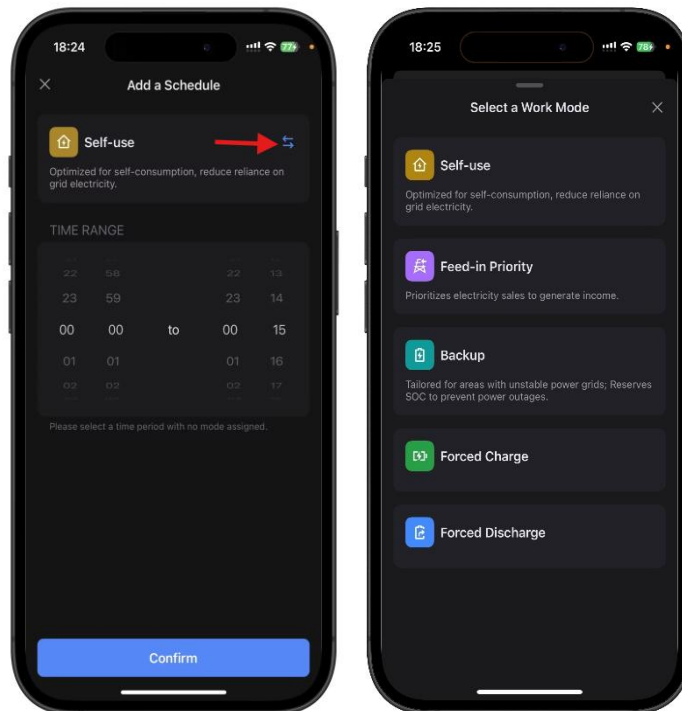 18:24
77
Add a Schedule
Self-use
Optimized for self-consumption, reduce reliance on
grid electricity.
TIME RANGE
22 58 22 13
23 59 23 14
00 00 to 00 15
01 01 01 16
02 02 02 17
Please select a time period with no mode assigned.
Confirm
18:25
78
Select a Work Mode
Self-use
Optimized for self-consumption, reduce reliance on
grid electricity.
Feed-in Priority
Prioritizes electricity sales to generate income.
Backup
Tailored for areas with unstable power grids; Reserves
SOC to prevent power outages.
Forced Charge
Forced Discharge